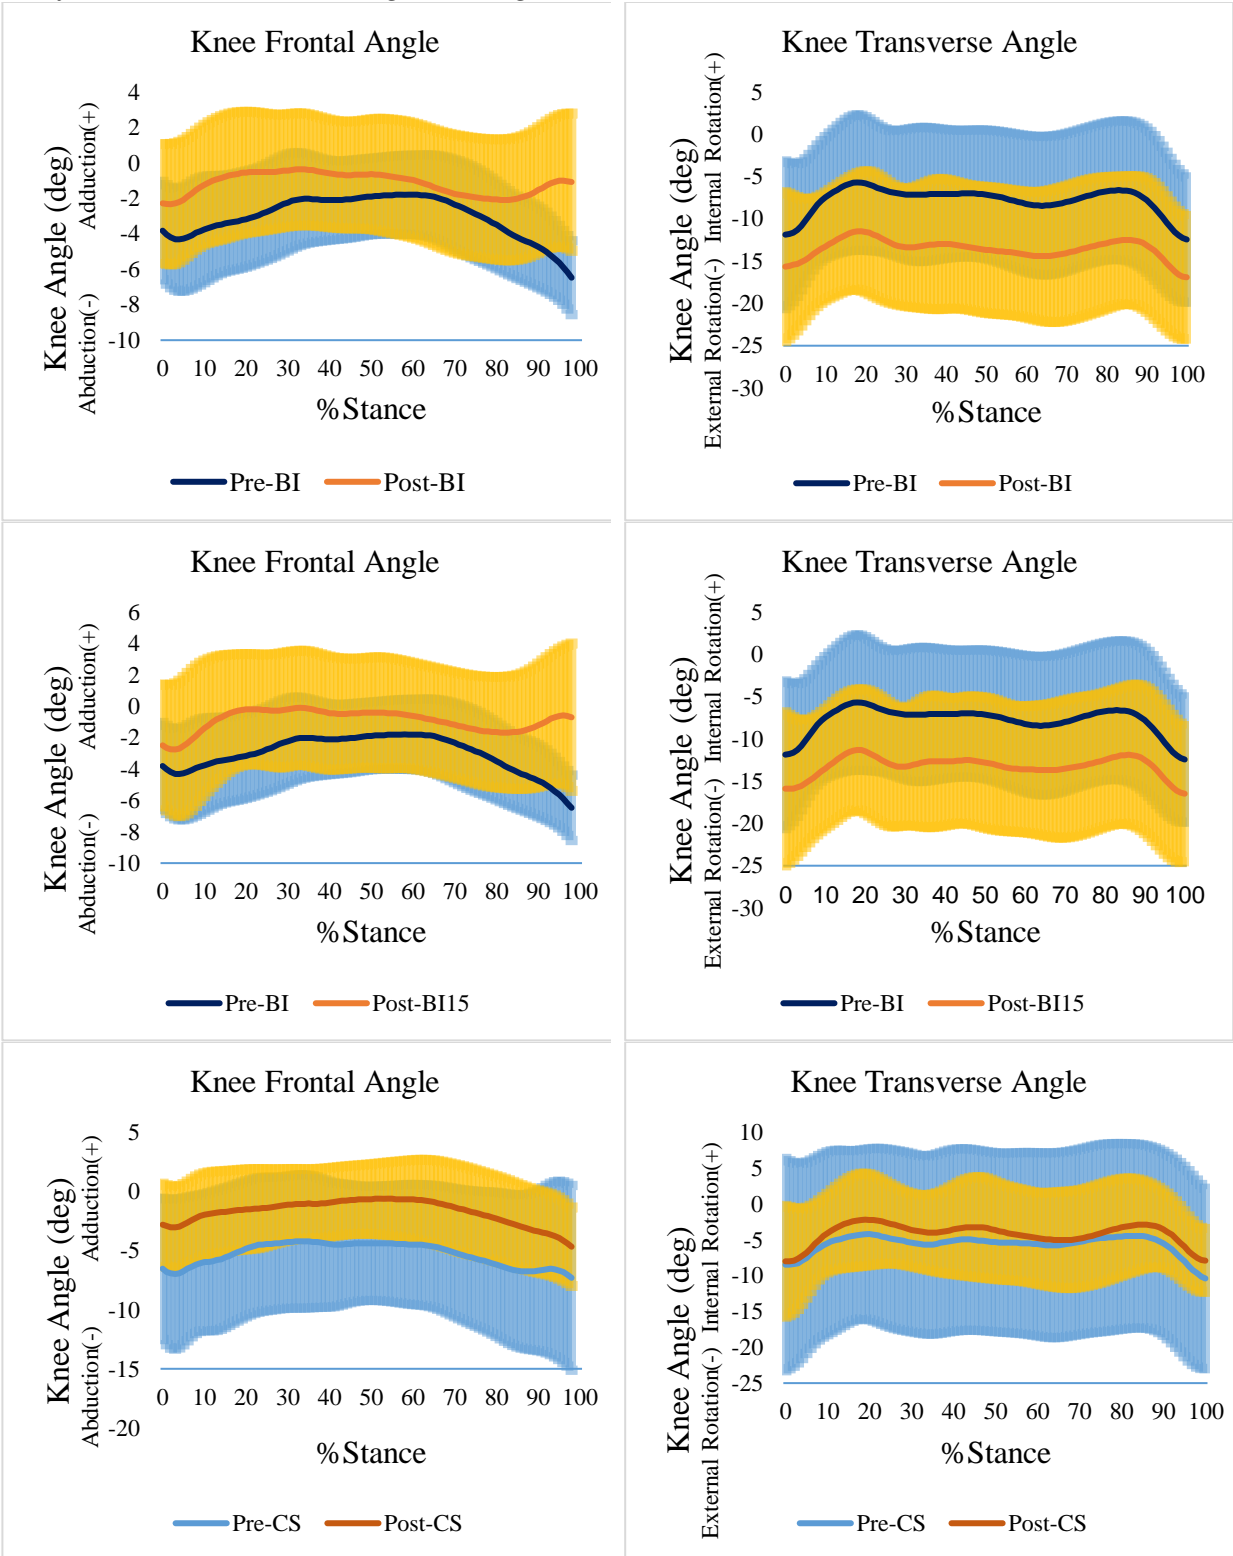 Knee Frontal Angle
Knee Angle (deg)
Abduction(-) Adduction(+)
4
2
0
-2
-4
-6
-8
-10
0 10 20 30 40 50 60 70 80 90 100
%Stance
Pre-BI Post-BI
Knee Transverse Angle
Knee Angle (deg)
External Rotation(-) Internal Rotation(+)
5
0
-5
-10
-15
-20
-25
-30
0 10 20 30 40 50 60 70 80 90 100
%Stance
Pre-BI Post-BI
Knee Frontal Angle
Knee Angle (deg)
Abduction(-) Adduction(+)
6
4
2
0
-2
-4
-6
-8
-10
0 10 20 30 40 50 60 70 80 90 100
%Stance
Pre-BI Post-BI15
Knee Transverse Angle
Knee Angle (deg)
External Rotation(-) Internal Rotation(+)
5
0
-5
-10
-15
-20
-25
-30
0 10 20 30 40 50 60 70 80 90 100
%Stance
Pre-BI Post-BI15
Knee Frontal Angle
Knee Angle (deg)
Abduction(-) Adduction(+)
5
0
-5
-10
-15
-20
0 10 20 30 40 50 60 70 80 90 100
%Stance
Pre-CS Post-CS
Knee Transverse Angle
Knee Angle (deg)
External Rotation(-) Internal Rotation(+)
10
5
0
-5
-10
-15
-20
-25
0 10 20 30 40 50 60 70 80 90 100
%Stance
Pre-CS Post-CS